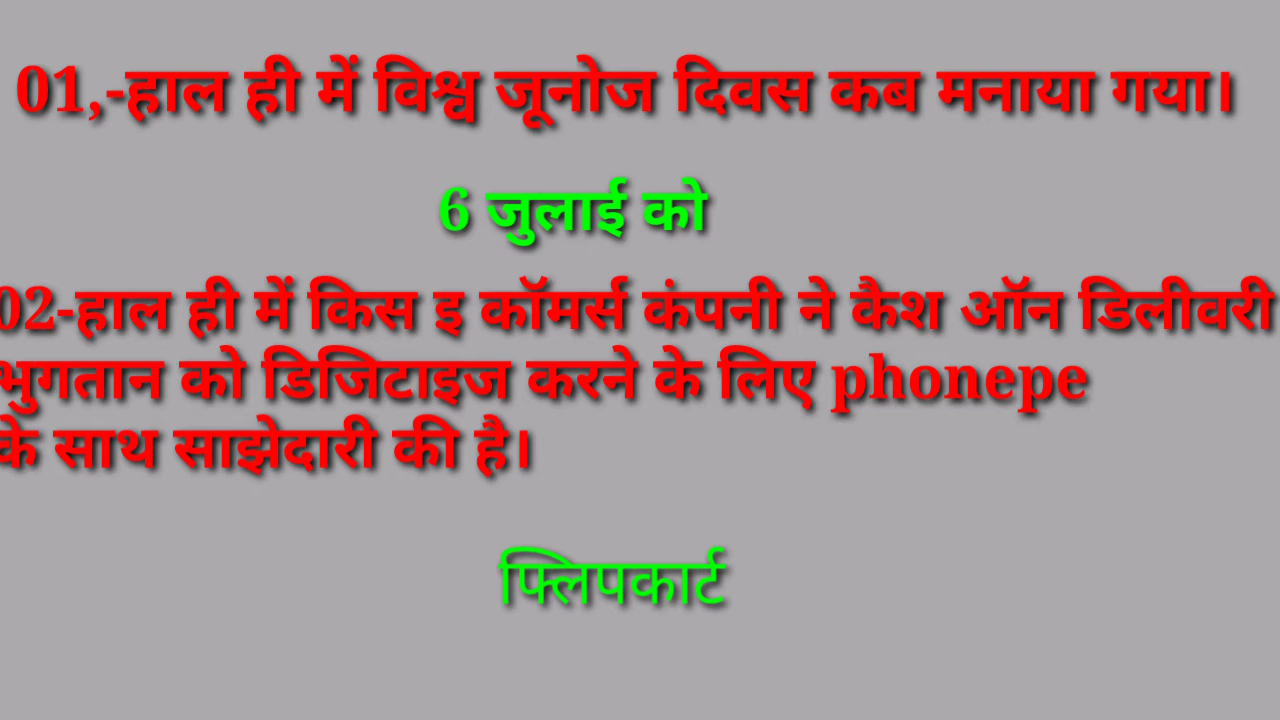 01,-हाल ही में विश्व जूनोज दिवस कब मनाया गया।
6 जुलाई को
02-हाल ही में किस इ कॉमर्स कंपनी ने कैश ऑन डिलीवरी
भुगतान को डिजिटाइज करने के लिए phonepe
के साथ साझेदारी की है।
फ्लिपकार्ट